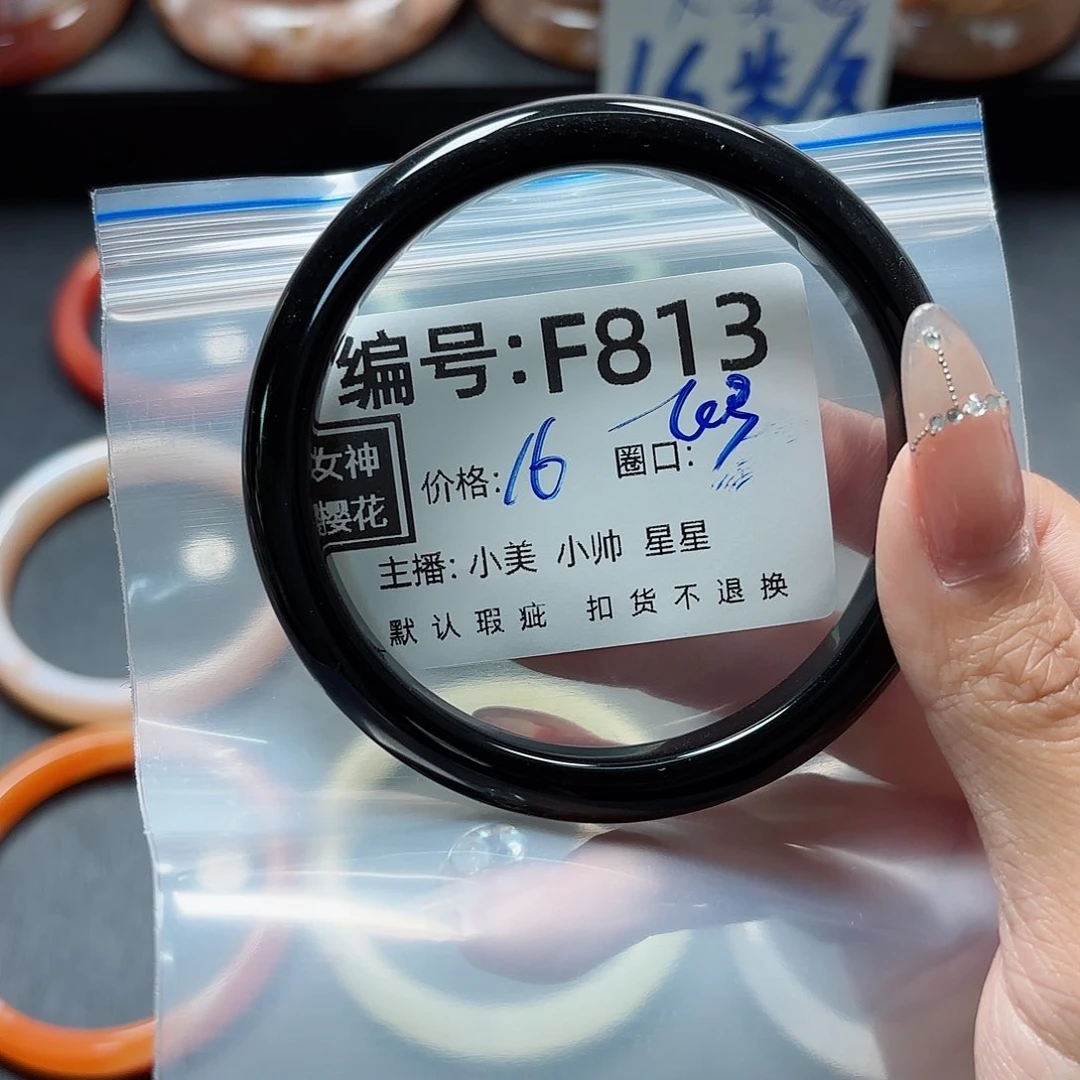 16
编号:F813
女神
樱花
价格:16 圈口:
主播: 小美 小帅 星星
默认瑕疵 扣货不退换